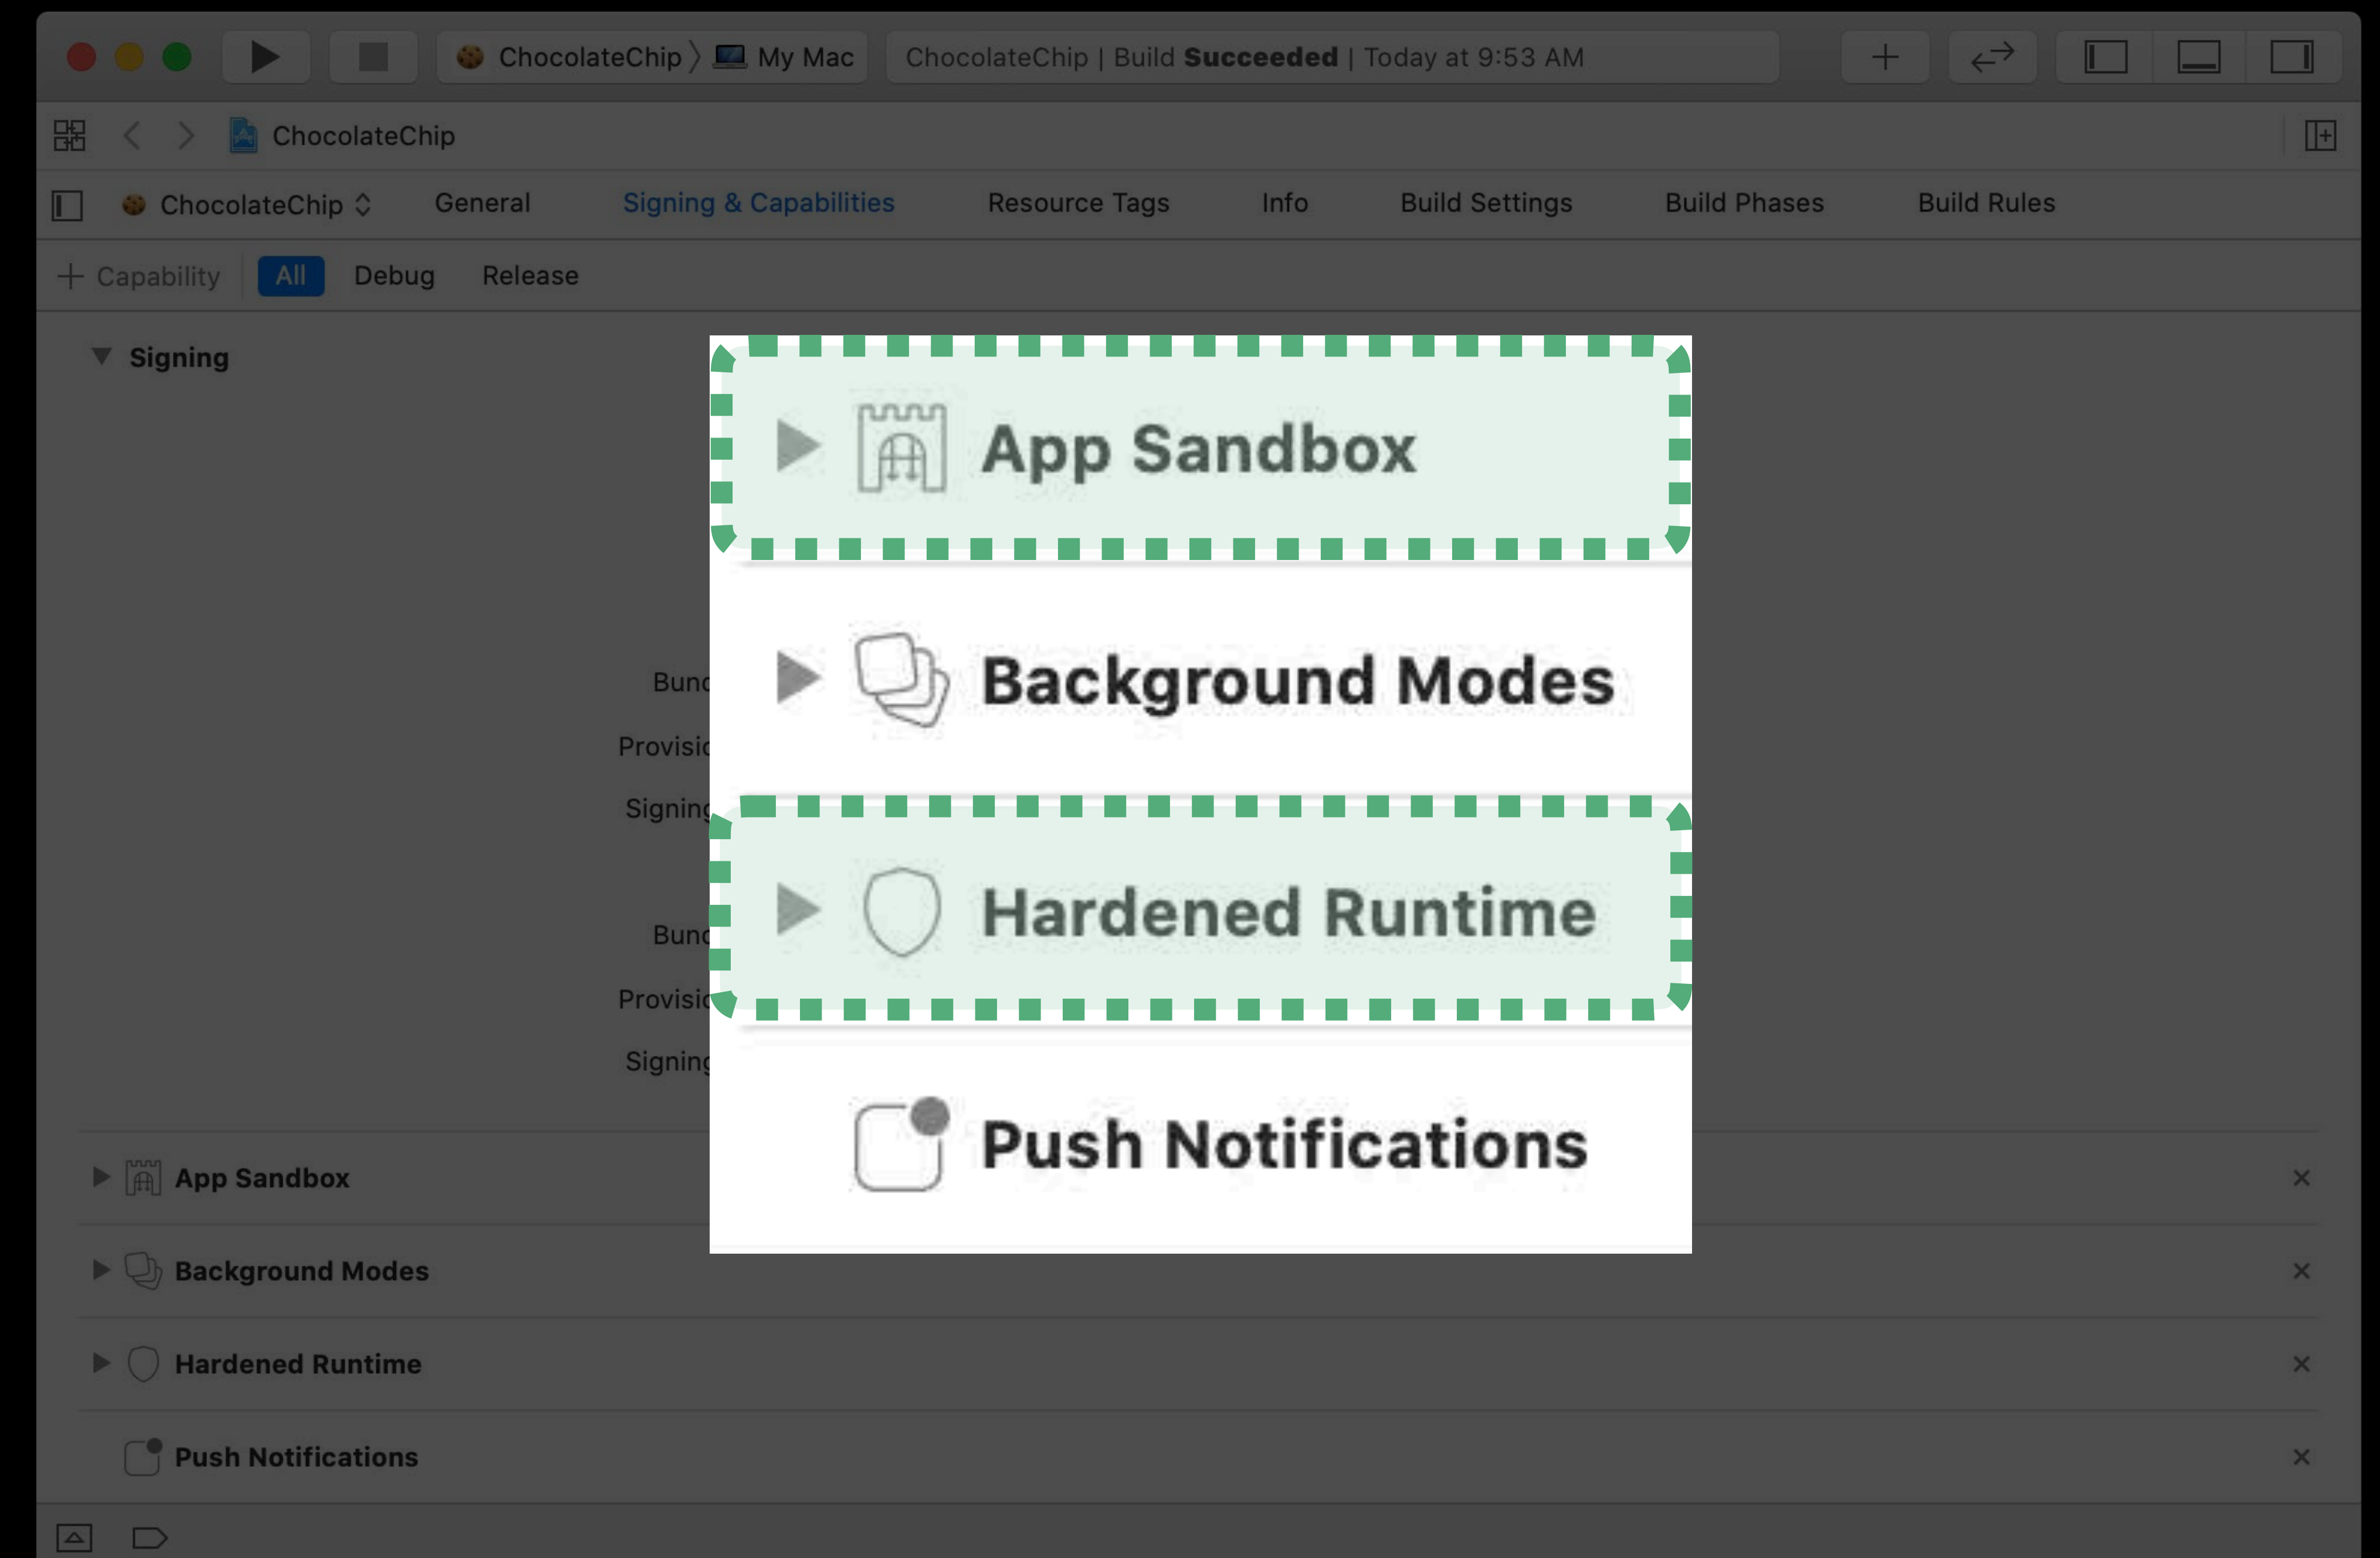 ChocolateChip 〉 My Mac
ChocolateChip | Build Succeeded | Today at 9:53 AM
ChocolateChip
ChocolateChip General Signing & Capabilities Resource Tags Info Build Settings Build Phases Build Rules
+ Capability All Debug Release
Signing
App Sandbox
Background Modes
Hardened Runtime
Push Notifications
Signing
Signing
App Sandbox
Background Modes
Hardened Runtime
Push Notifications